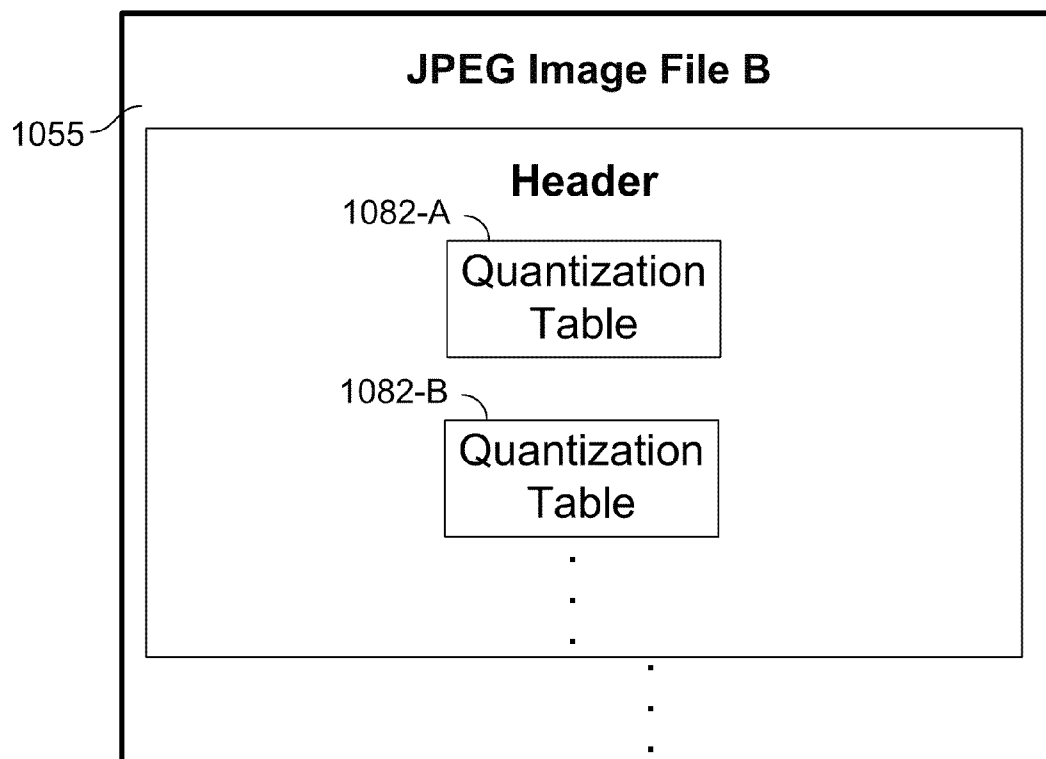 JPEG Image File B
1055
Header
1082-A
Quantization
Table
1082-B
Quantization
Table